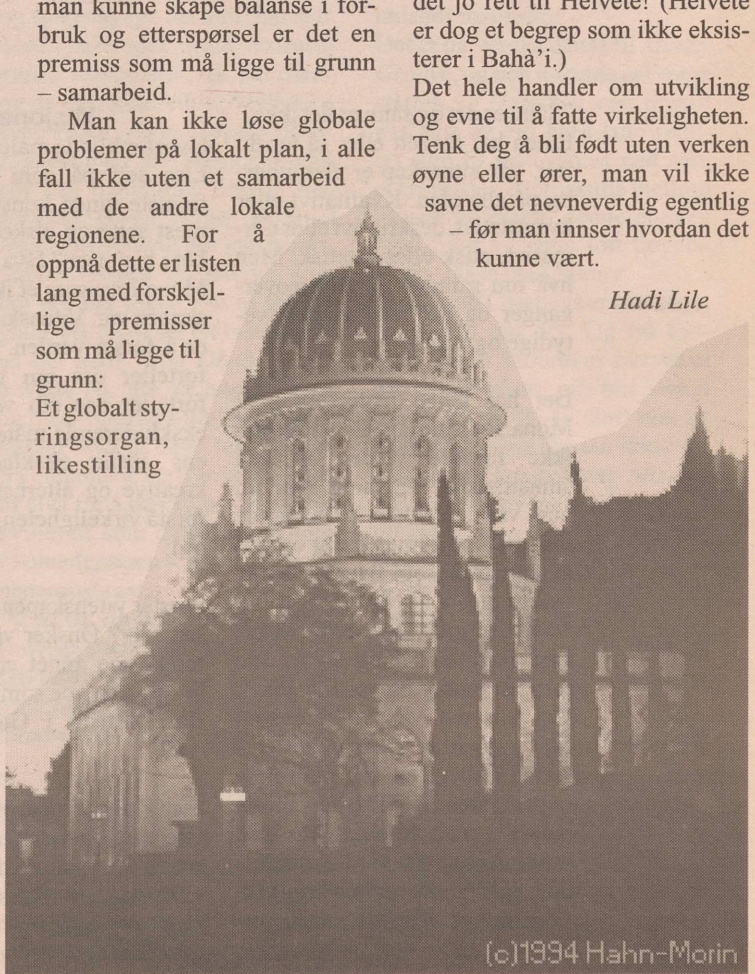 man kunne skape balanse i for-
bruk og etterspørsel er det en
premiss som må ligge til grunn
– samarbeid.
Man kan ikke løse globale
problemer på lokalt plan, i alle
fall ikke uten et samarbeid
med de andre lokale
regionene. For å
oppnå dette er listen
lang med forskjel-
lige premisser
som må ligge til
grunn:
Et globalt sty-
ringsorgan,
likestilling
det jo rett til Helvete! (Helvete
er dog et begrep som ikke eksis-
terer i Bahà'i.)
Det hele handler om utvikling
og evne til å fatte virkeligheten.
Tenk deg å bli født uten verken
øyne eller ører, man vil ikke
savne det nevneverdig egentlig
– før man innser hvordan det
kunne vært.
Hadi Lile
(c)1994 Hahn-Morin